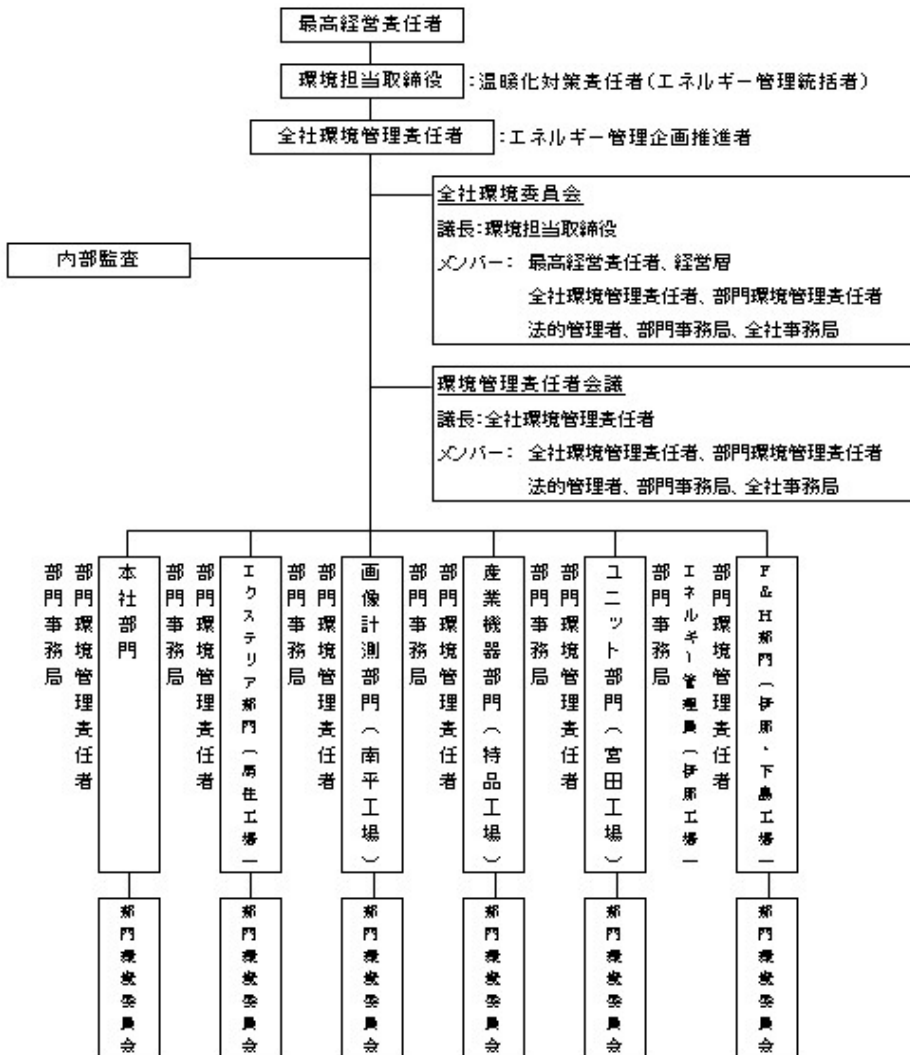 最高経営責任者
環境担当取締役
：温暖化対策責任者（エネルギー管理統括者）
全社環境管理責任者
：エネルギー管理企画推進者
全社環境委員会
議長：環境担当取締役
メンバー： 最高経営責任者、経営層
全社環境管理責任者、部門環境管理責任者
法的管理者、部門事務局、全社事務局
内部監査
環境管理責任者会議
議長：全社環境管理責任者
メンバー： 全社環境管理責任者、部門環境管理責任者
法的管理者、部門事務局、全社事務局
部門事務局
部門環境管理責任者
本社部門
部門事務局
部門環境管理責任者
エクステリア部門（高住工場）
部門事務局
部門環境管理責任者
画像計測部門（南平工場）
部門事務局
部門環境管理責任者
産業機器部門（特品工場）
部門事務局
部門環境管理責任者
ユニット部門（宮田工場）
部門事務局
エネルギー管理員（伊那工場）
部門環境管理責任者
F&H部門（伊那・下島工場）
部門環境委員会
部門環境委員会
部門環境委員会
部門環境委員会
部門環境委員会
部門環境委員会